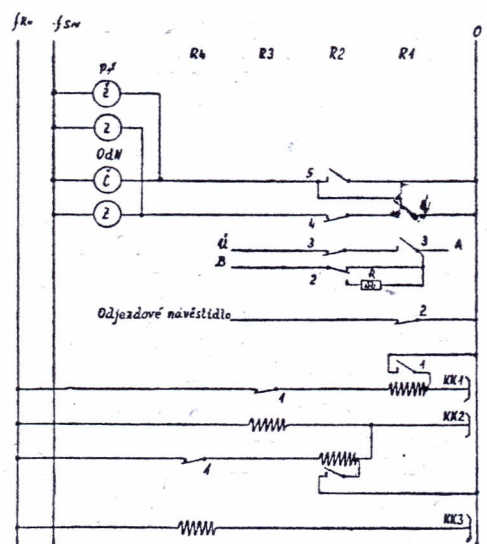 R4 R3 R2 R1 0
Př
Ž
Z
OdN
Č 5
Z 4
Ú 3 3 A
B 2 R
Odjezdové návěstidlo 2
1
1 KK1
KK2
1
KK3